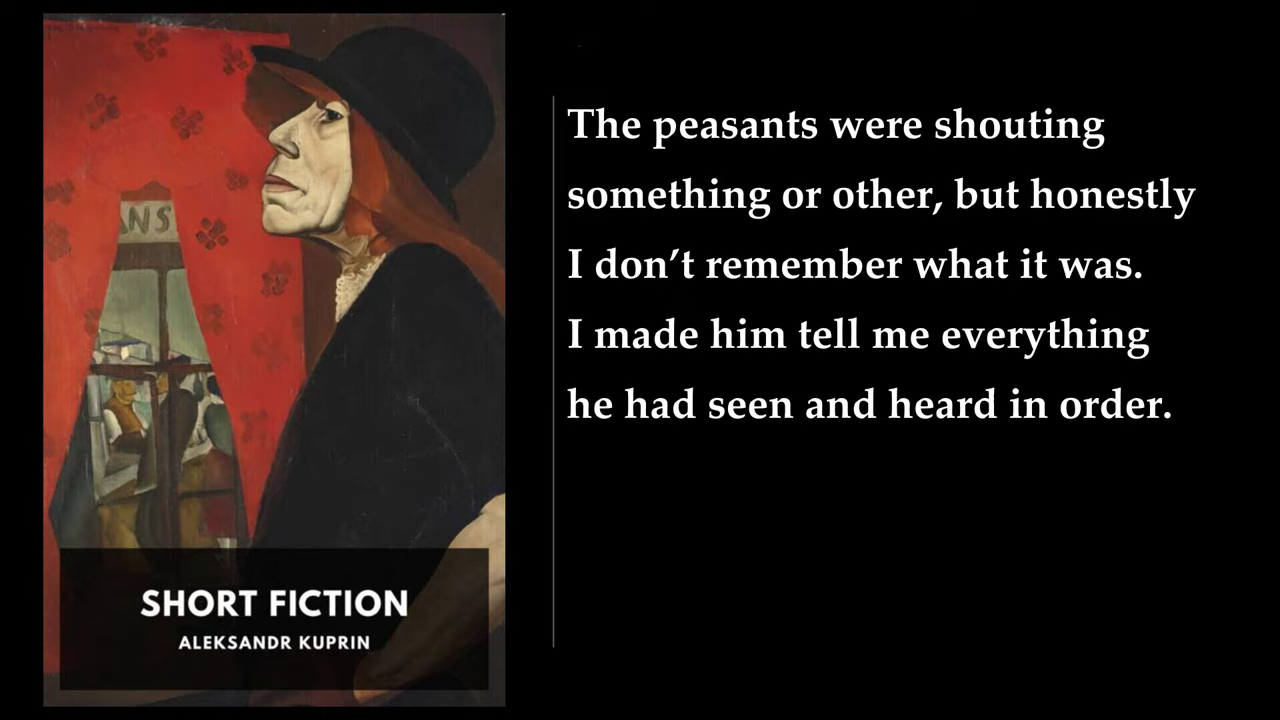 ANS
SHORT FICTION
ALEKSANDR KUPRIN
The peasants were shouting
something or other, but honestly
I don’t remember what it was.
I made him tell me everything
he had seen and heard in order.